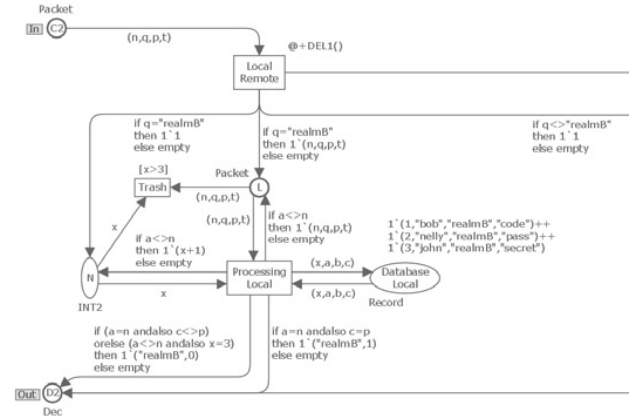 Packet
In
C2
(n,q,p,t)
@+DEL1()
Local
Remote
if q="realmB"
then 1`1
else empty
if q="realmB"
then 1`(n,q,p,t)
else empty
if q<>"realmB"
then 1`1
else empty
[x>3]
Packet
Trash
(n,q,p,t)
L
(n,q,p,t)
if a<>n
then 1`(n,q,p,t)
else empty
1`(1,"bob","realmB","code")++
1`(2,"nelly","realmB","pass")++
1`(3,"john","realmB","secret")
x
if a<>n
then 1`(x+1)
else empty
N
INT2
x
Processing
Local
(x,a,b,c)
(x,a,b,c)
Database
Local
Record
if (a=n andalso c<>p)
orelse (a<>n andalso x=3)
then 1`("realmB",0)
else empty
if a=n andalso c=p
then 1`("realmB",1)
else empty
Out
D2
Dec